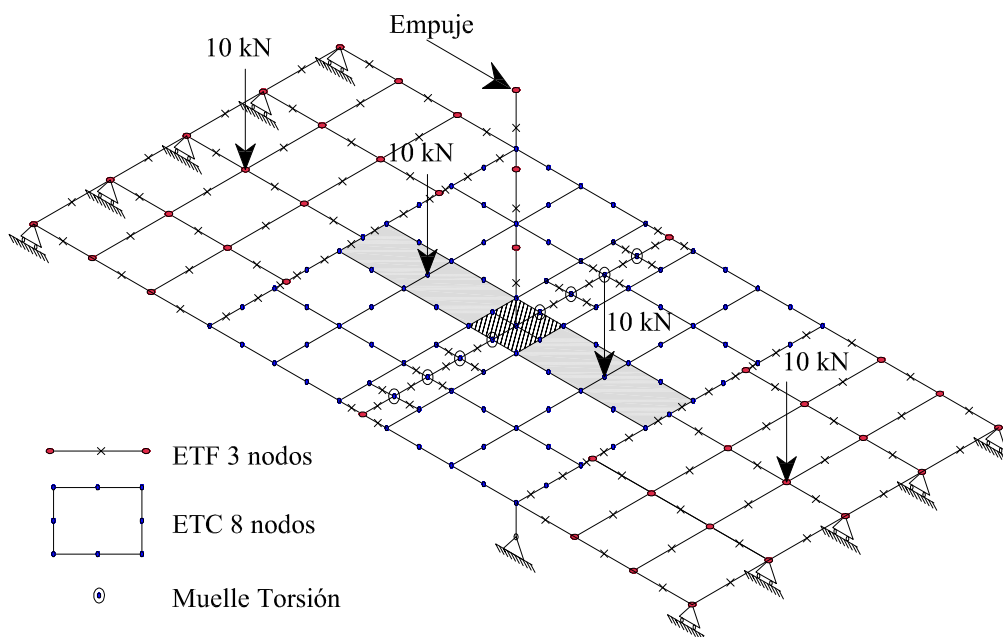 Empuje
10 kN
10 kN
10 kN
10 kN
ETF 3 nodos
ETC 8 nodos
Muelle Torsión